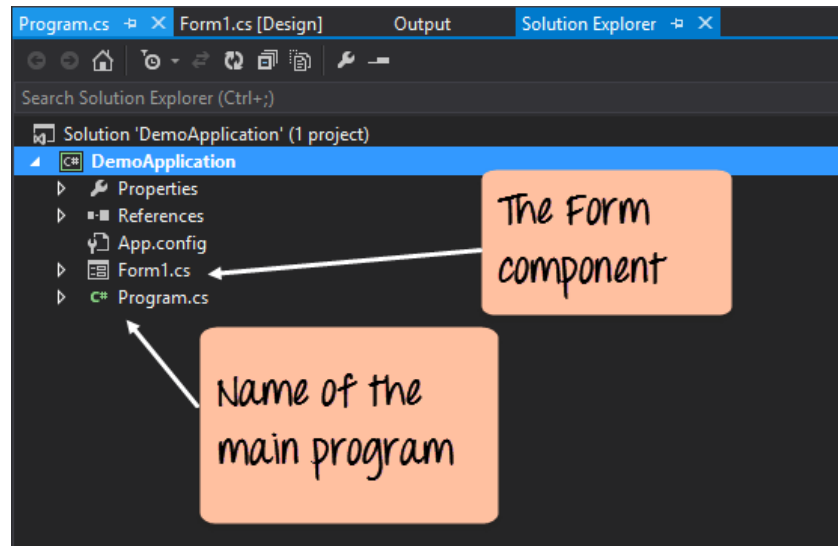 Program.cs Form1.cs [Design] Output Solution Explorer
Search Solution Explorer (Ctrl+;)
Solution 'DemoApplication' (1 project)
C# DemoApplication
Properties
References
App.config
Form1.cs
C# Program.cs
The Form
component
Name of the
main program